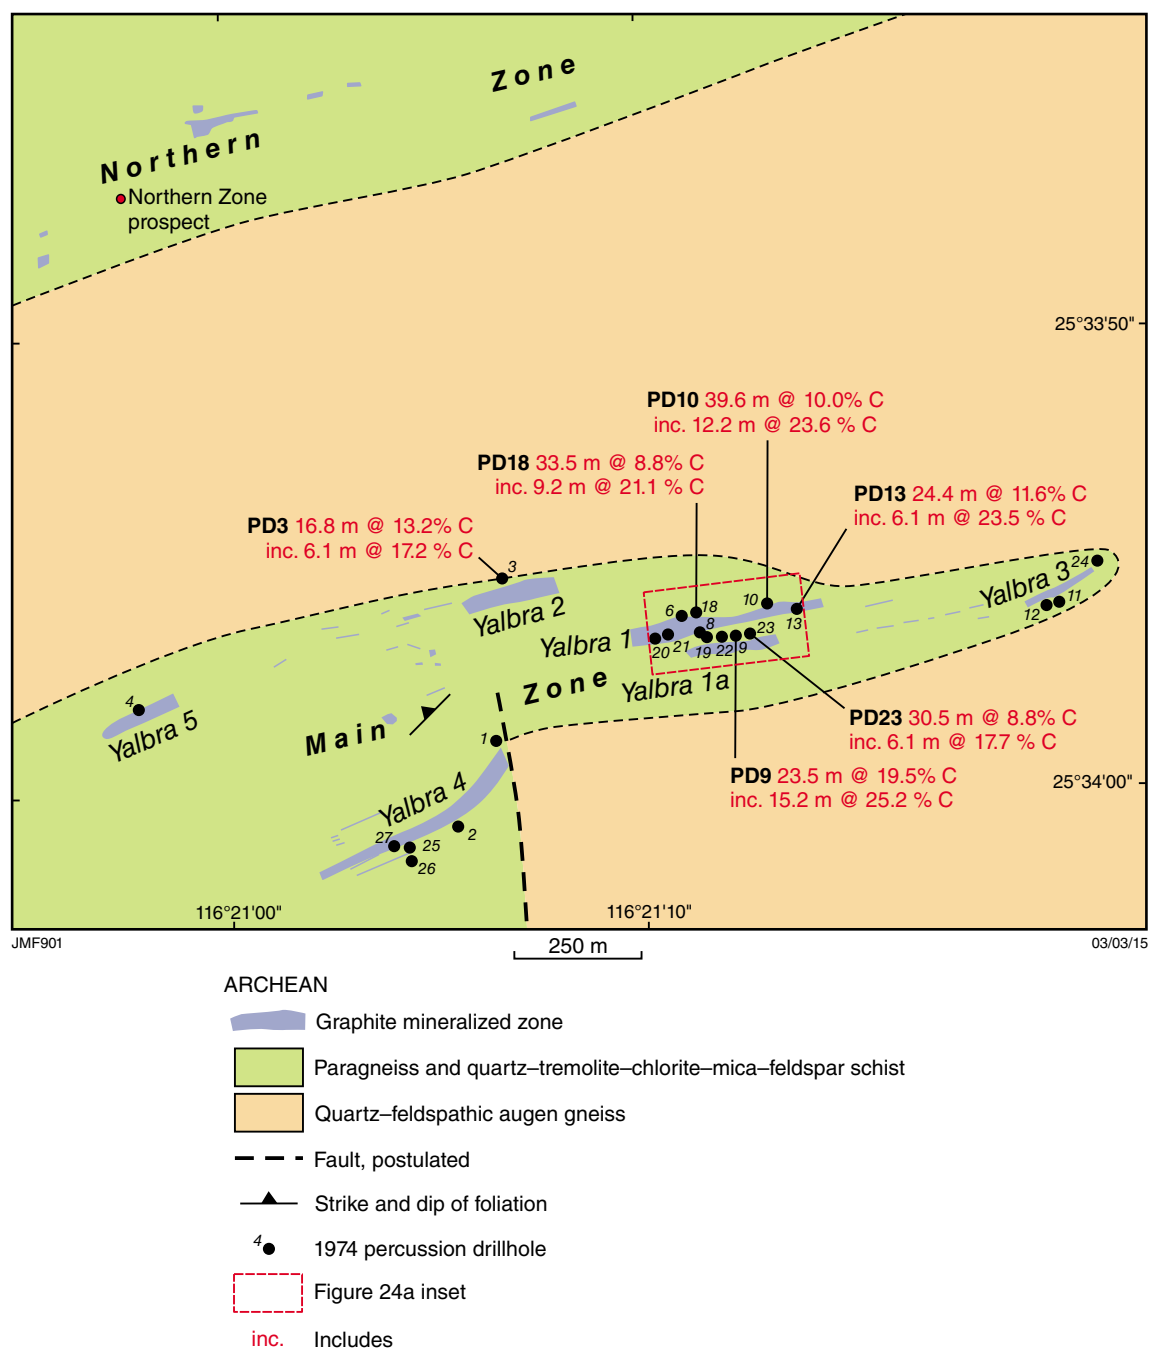 Zone
Northern
Northern Zone
prospect
25°33'50"
PD10 39.6 m @ 10.0% C
inc. 12.2 m @ 23.6 % C
PD18 33.5 m @ 8.8% C
inc. 9.2 m @ 21.1 % C
PD13 24.4 m @ 11.6% C
inc. 6.1 m @ 23.5 % C
PD3 16.8 m @ 13.2% C
inc. 6.1 m @ 17.2 % C
3
24
Yalbra 3
11
12
Yalbra 2
6
18
10
13
Yalbra 1
8
23
20
21
19
22
9
Zone
Yalbra 1a
4
Yalbra 5
Main
1
PD23 30.5 m @ 8.8% C
inc. 6.1 m @ 17.7 % C
PD9 23.5 m @ 19.5% C
inc. 15.2 m @ 25.2 % C
25°34'00"
Yalbra 4
2
27
25
26
116°21'00"
116°21'10"
JMF901
250 m
03/03/15
ARCHEAN
Graphite mineralized zone
Paragneiss and quartz–tremolite–chlorite–mica–feldspar schist
Quartz–feldspathic augen gneiss
Fault, postulated
Strike and dip of foliation
4
1974 percussion drillhole
Figure 24a inset
inc. Includes